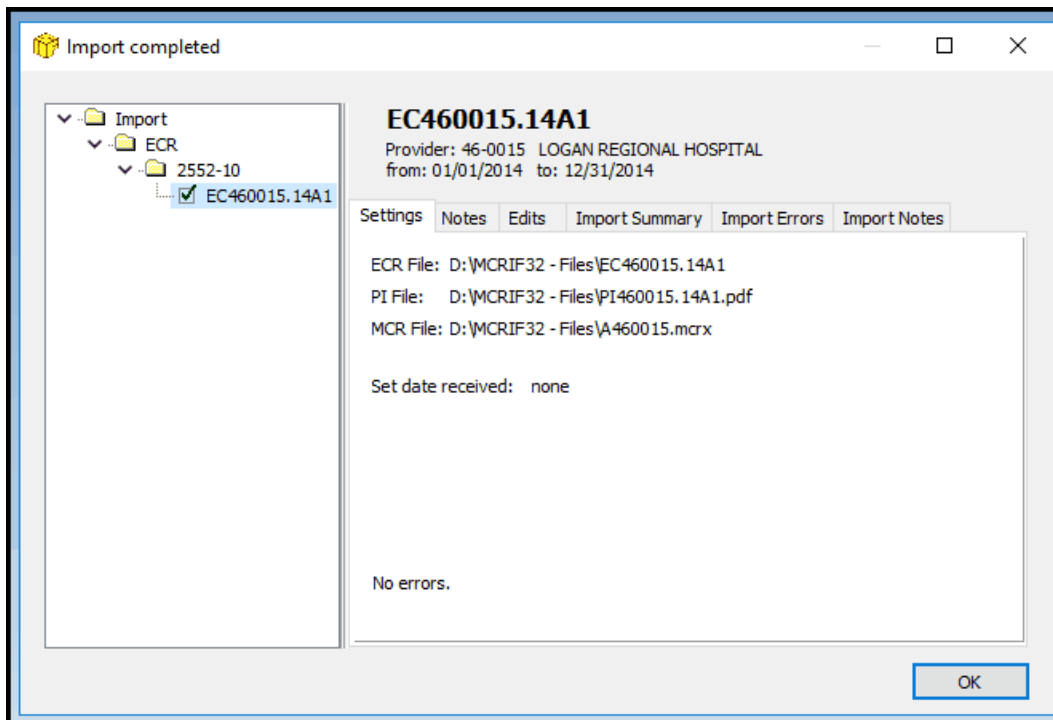 Import completed
Import
ECR
2552-10
EC460015.14A1
EC460015.14A1
Provider: 46-0015 LOGAN REGIONAL HOSPITAL
from: 01/01/2014 to: 12/31/2014
Settings Notes Edits Import Summary Import Errors Import Notes
ECR File: D:\MCRIF32 - Files\EC460015.14A1
PI File: D:\MCRIF32 - Files\PI460015.14A1.pdf
MCR File: D:\MCRIF32 - Files\A460015.mcrx
Set date received: none
No errors.
OK